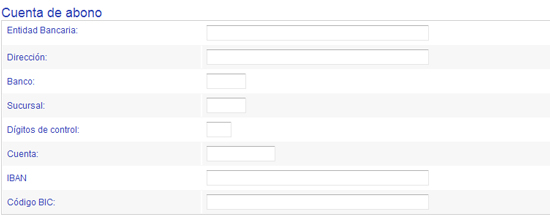 Cuenta de abono
Entidad Bancaria:
Dirección:
Banco:
Sucursal:
Dígitos de control:
Cuenta:
IBAN
Código BIC: